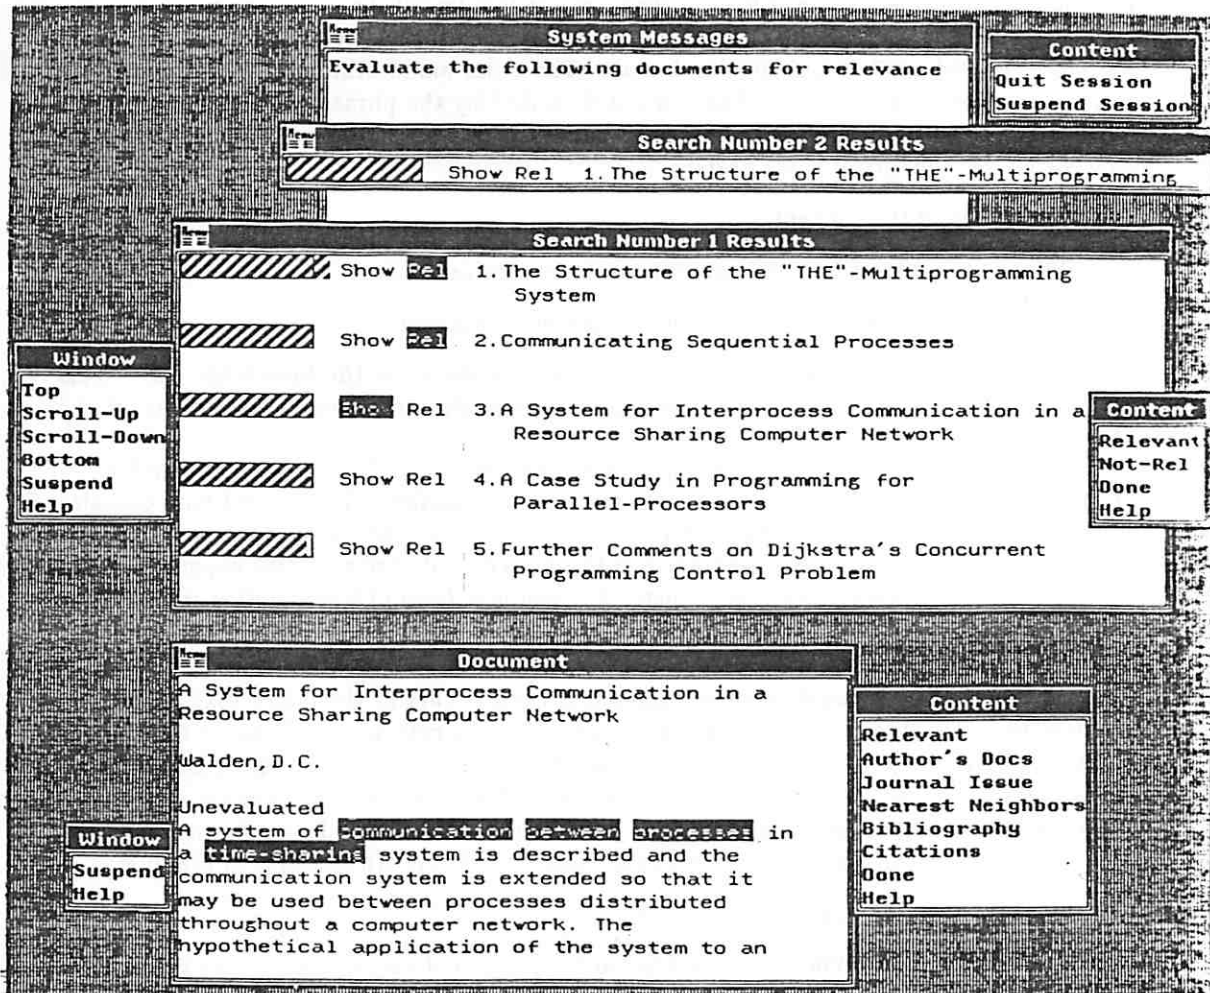 Menu
System Messages
Evaluate the following documents for relevance
Content
Quit Session
Suspend Session
Menu
Search Number 2 Results
Show Rel 1.The Structure of the "THE"-Multiprogramming
Menu
Search Number 1 Results
Show Rel 1.The Structure of the "THE"-Multiprogramming
System
Show Rel 2.Communicating Sequential Processes
Show Rel 3.A System for Interprocess Communication in a
Resource Sharing Computer Network
Show Rel 4.A Case Study in Programming for
Parallel-Processors
Show Rel 5.Further Comments on Dijkstra's Concurrent
Programming Control Problem
Window
Top
Scroll-Up
Scroll-Down
Bottom
Suspend
Help
Content
Relevant
Not-Rel
Done
Help
Menu
Document
A System for Interprocess Communication in a
Resource Sharing Computer Network
Walden,D.C.
Unevaluated
A system of communication between processes in
a time-sharing system is described and the
communication system is extended so that it
may be used between processes distributed
throughout a computer network. The
hypothetical application of the system to an
Window
Suspend
Help
Content
Relevant
Author's Docs
Journal Issue
Nearest Neighbors
Bibliography
Citations
Done
Help